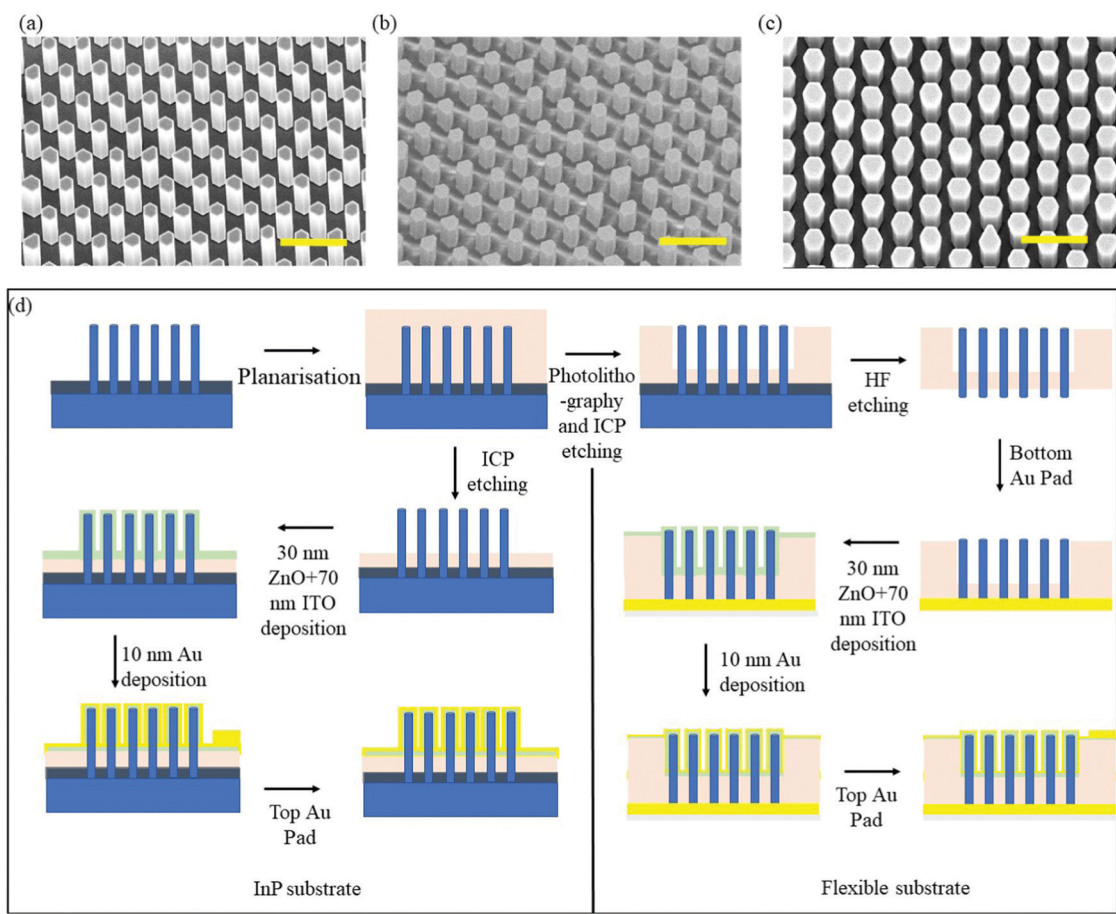 (a)
(b)
(c)
(d)
Planarisation
Photolitho
-graphy
and ICP
etching
HF
etching
ICP
etching
Bottom
Au Pad
30 nm
ZnO+70
nm ITO
deposition
30 nm
ZnO+70
nm ITO
deposition
10 nm Au
deposition
10 nm Au
deposition
Top Au
Pad
Top Au
Pad
InP substrate
Flexible substrate